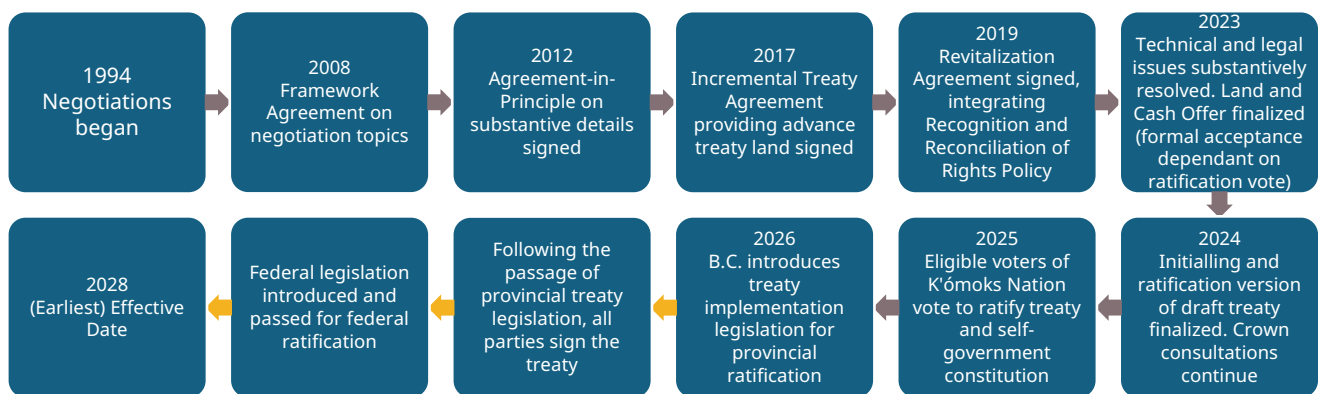 1994
Negotiations
began
2008
Framework
Agreement on
negotiation topics
2012
Agreement-in-
Principle on
substantive details
signed
2017
Incremental Treaty
Agreement
providing advance
treaty land signed
2019
Revitalization
Agreement signed,
integrating
Recognition and
Reconciliation of
Rights Policy
2023
Technical and legal
issues substantively
resolved. Land and
Cash Offer finalized
(formal acceptance
dependant on
ratification vote)
2024
Initialling and
ratification version
of draft treaty
finalized. Crown
consultations
continue
2025
Eligible voters of
K'ómoks Nation
vote to ratify treaty
and self-
government
constitution
2026
B.C. introduces
treaty
implementation
legislation for
provincial
ratification
Following the
passage of
provincial treaty
legislation, all
parties sign the
treaty
Federal legislation
introduced and
passed for federal
ratification
2028
(Earliest) Effective
Date